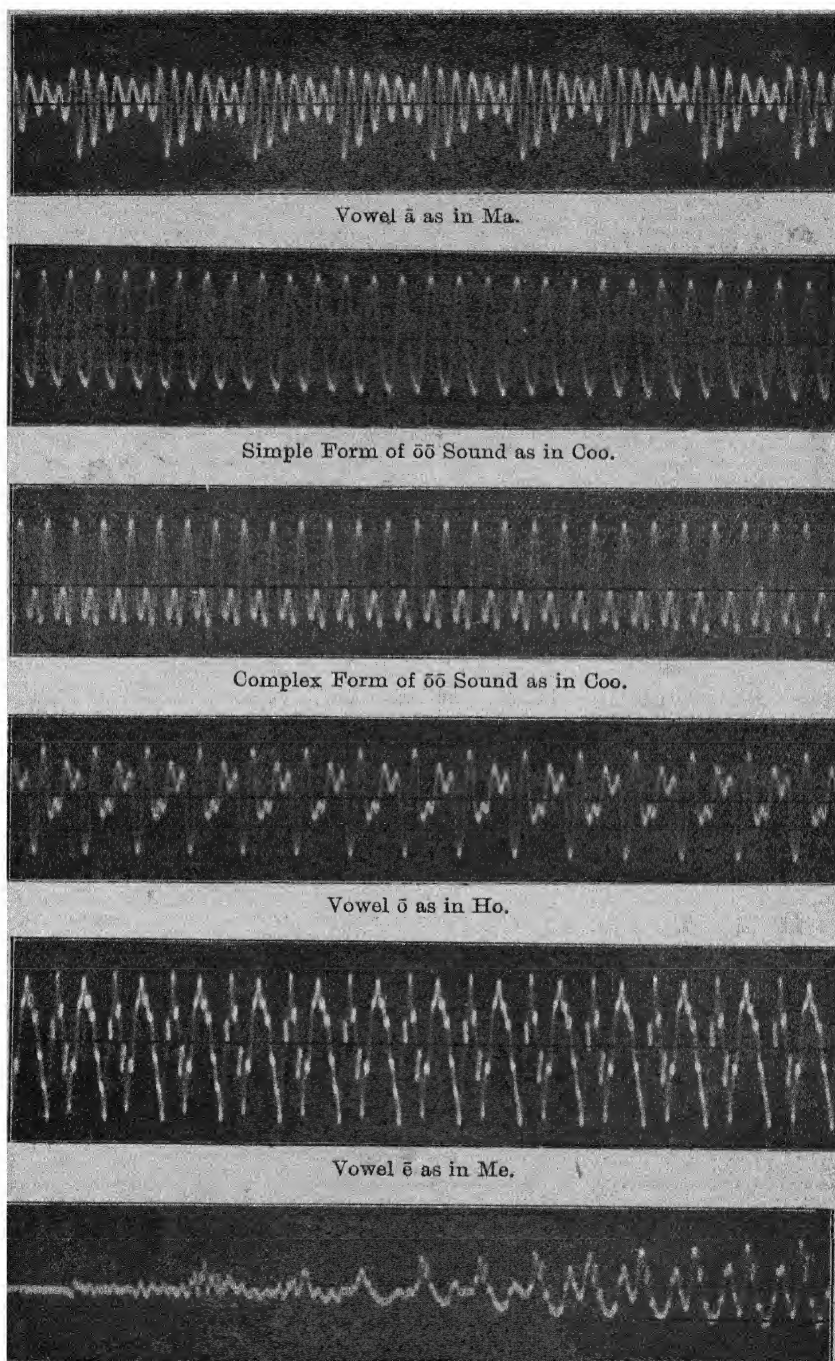 Vowel ā as in Ma.
Simple Form of ōō Sound as in Coo.
Complex Form of ōō Sound as in Coo.
Vowel ō as in Ho.
Vowel ē as in Me.